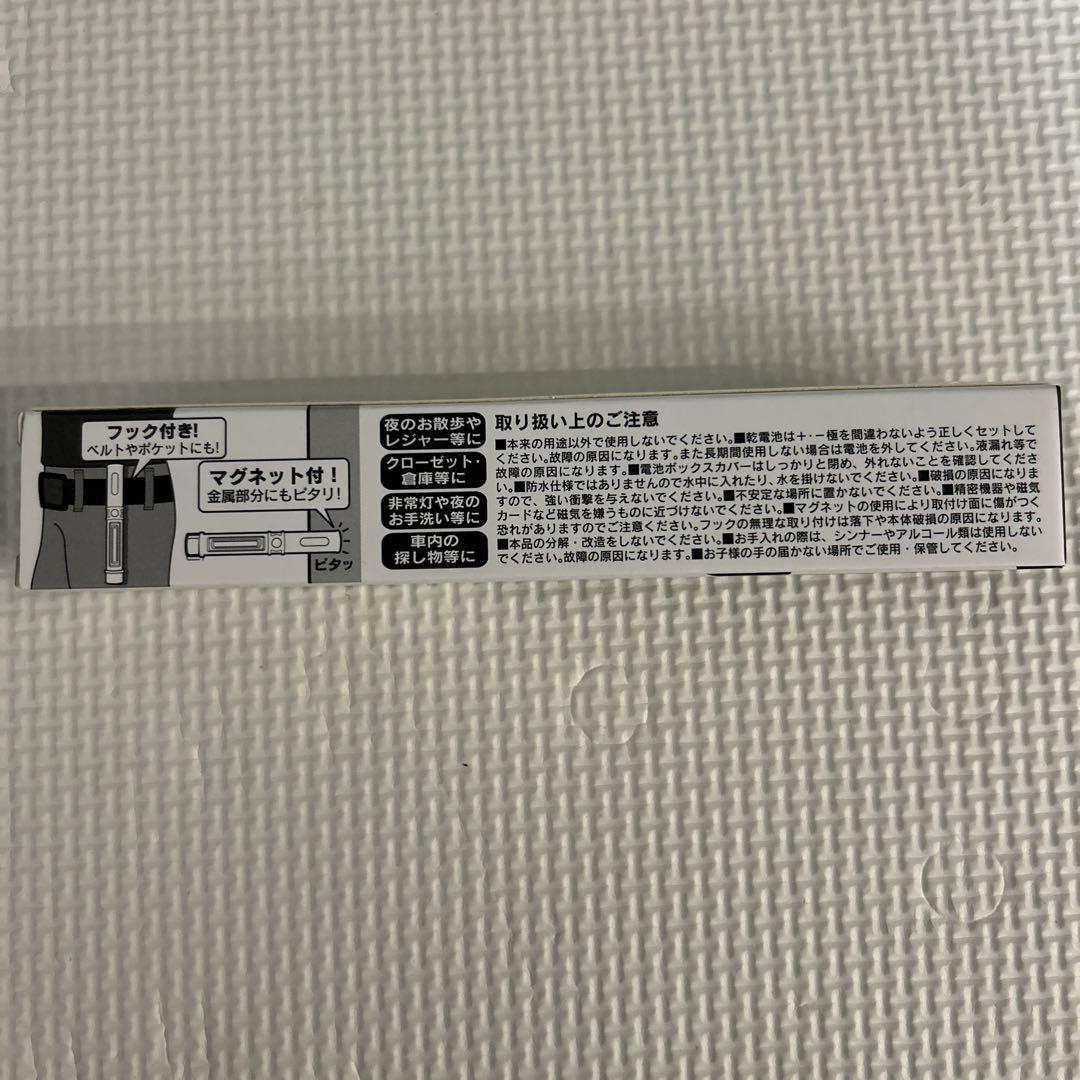 フック付き!
ベルトやポケットにも!
マグネット付!
金属部分にもピタリ!
ピタッ
夜のお散歩や
レジャー等に
クローゼット・
倉庫等に
非常灯や夜の
お手洗い等に
車内の
探し物等に
取り扱い上のご注意
■本来の用途以外で使用しないでください。■乾電池は+・-極を間違わないよう正しくセットして
ください。故障の原因になります。また長期間使用しない場合は電池を外してください。液漏れ等で
故障の原因になります。■電池ボックスカバーはしっかりと閉め、外れないことを確認してくださ
い。■防水仕様ではありませんので水中に入れたり、水を掛けないでください。■破損の原因になりま
すので、強い衝撃を与えないでください。■不安定な場所に置かないでください。■精密機器や磁気
カードなど磁気を嫌うものに近づけないでください。■マグネットの使用により取付け面に傷がつく
恐れがありますのでご注意ください。フックの無理な取り付けは落下や本体破損の原因になります。
■本品の分解・改造をしないでください。■お手入れの際は、シンナーやアルコール類は使用しない
でください。故障の原因になります。■お子様の手の届かない場所でご使用・保管してください。